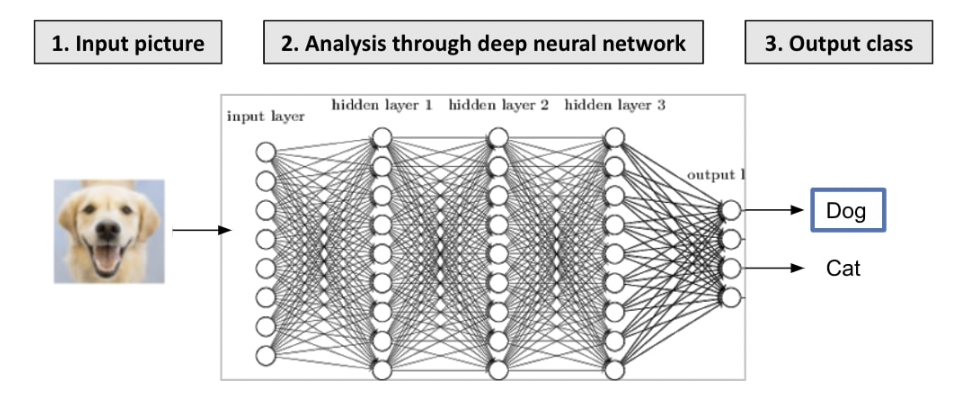 1. Input picture
2. Analysis through deep neural network
3. Output class
input layer
hidden layer 1
hidden layer 2
hidden layer 3
output l
Dog
Cat